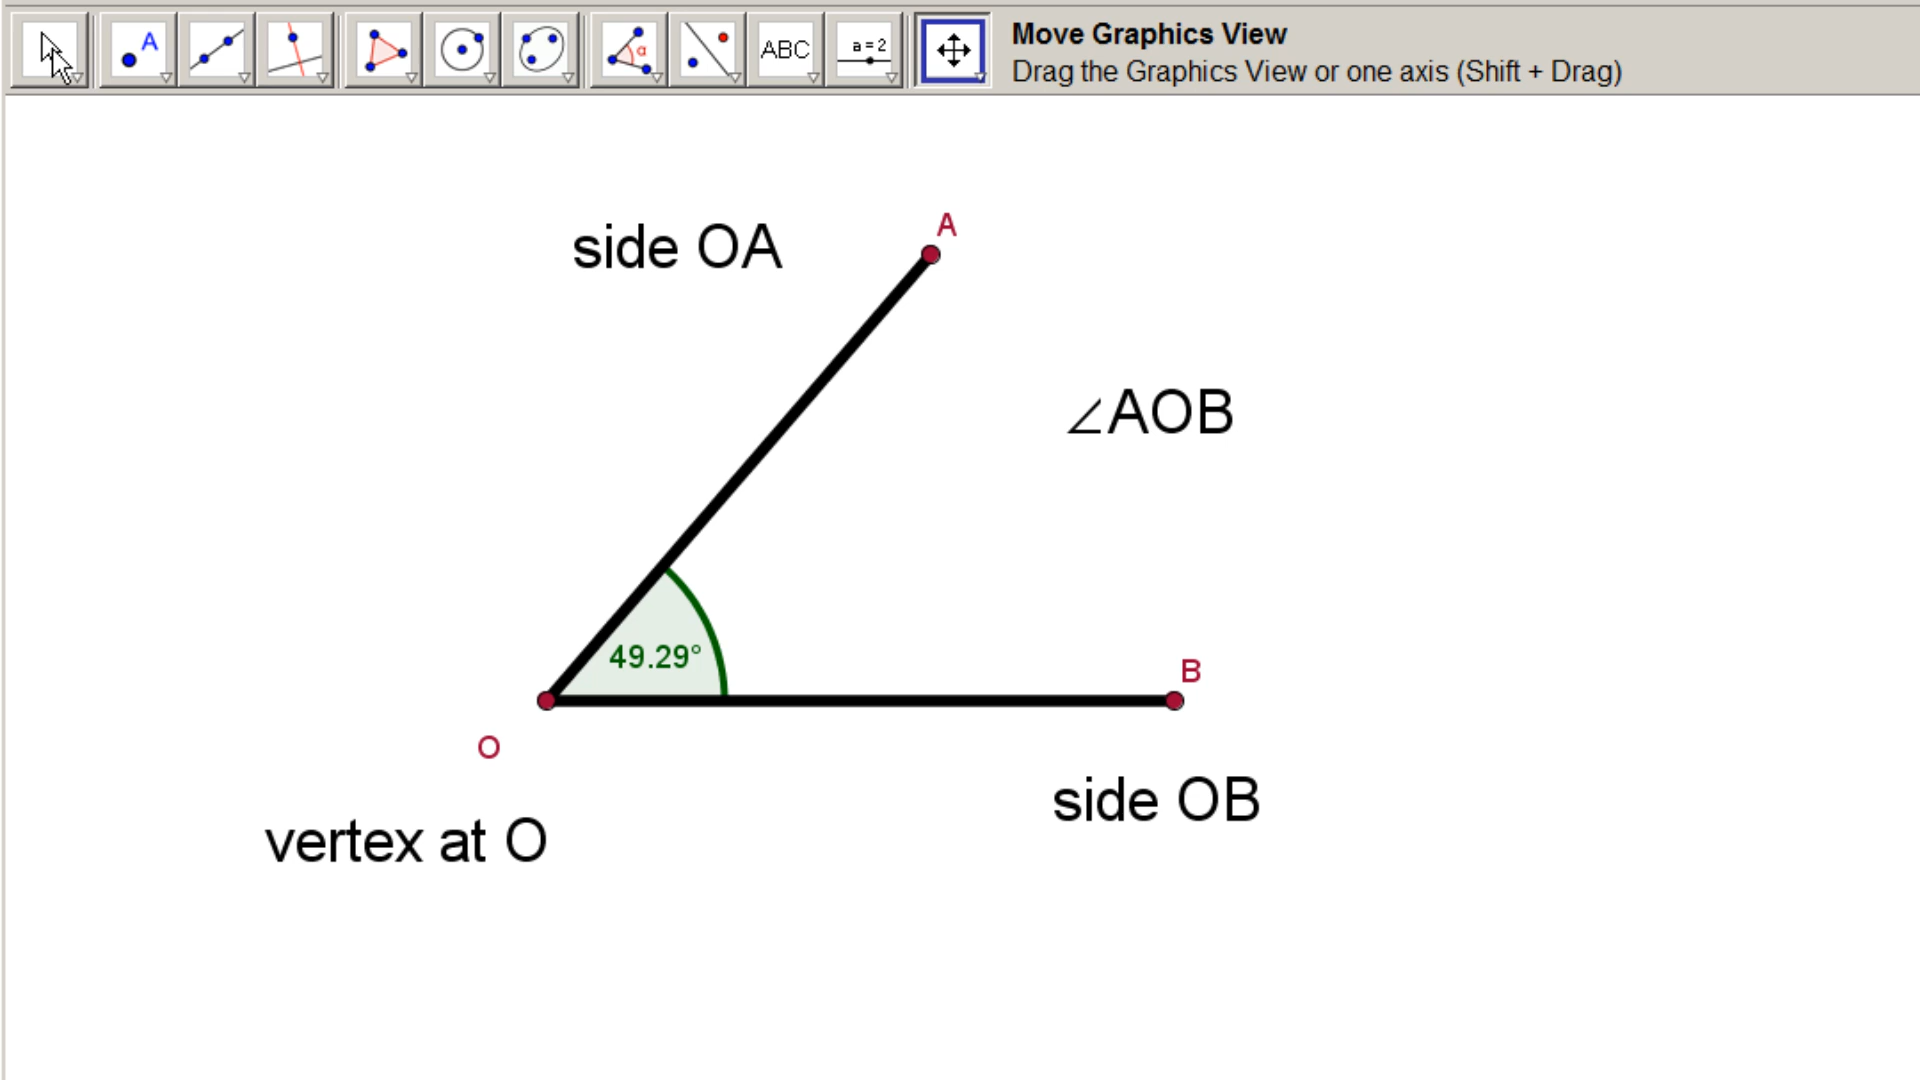 A
α
ABC
a = 2
Move Graphics View
Drag the Graphics View or one axis (Shift + Drag)
side OA
A
∠AOB
49.29°
B
O
side OB
vertex at O